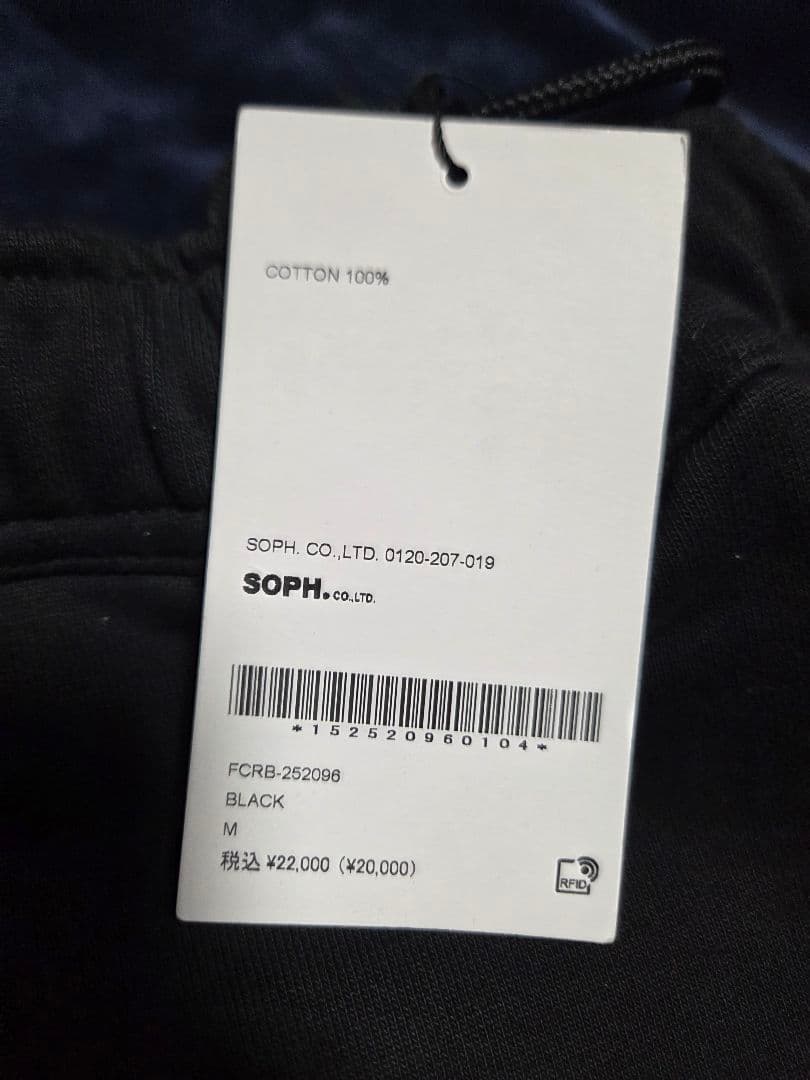 COTTON 100%
SOPH. CO.,LTD. 0120-207-019
SOPH. CO.,LTD.
*152520960104*
FCRB-252096
BLACK
M
税込 ¥22,000 (¥20,000)
RFID